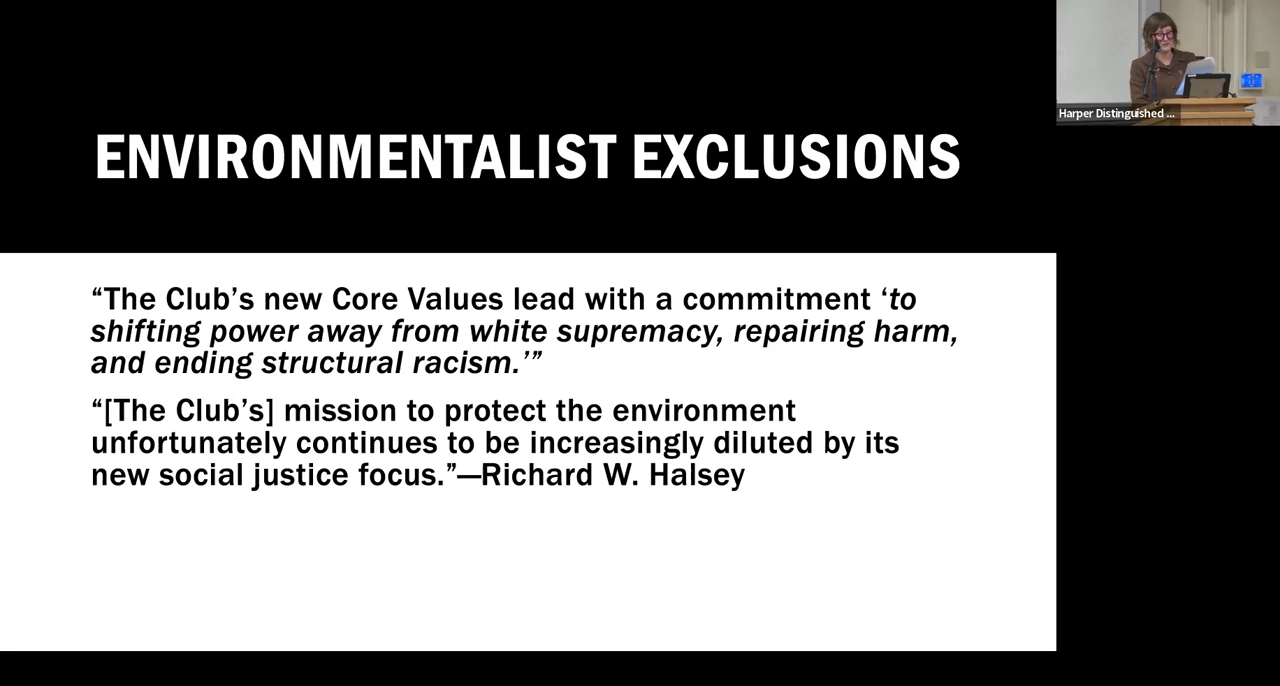 ENVIRONMENTALIST EXCLUSIONS
Harper Distinguished ...
“The Club’s new Core Values lead with a commitment ‘to
shifting power away from white supremacy, repairing harm,
and ending structural racism.’”
“[The Club’s] mission to protect the environment
unfortunately continues to be increasingly diluted by its
new social justice focus.”—Richard W. Halsey